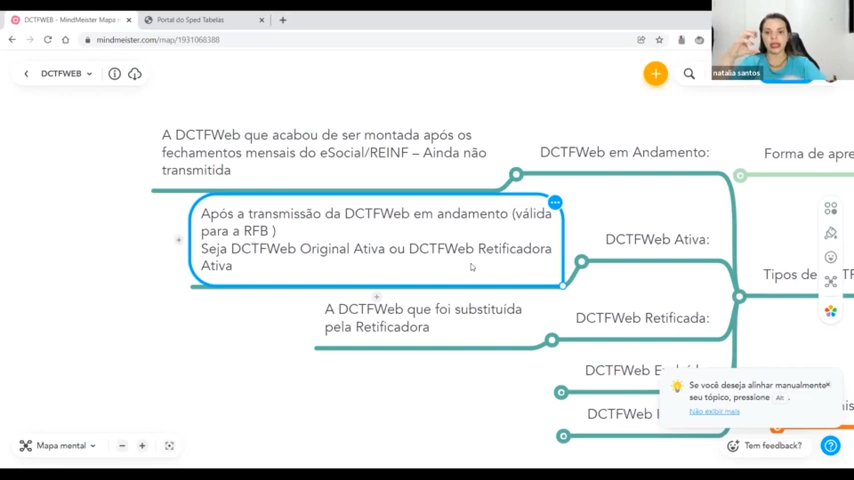 DCTFWEB - MindMeister Mapa
Portal do Sped Tabelas
mindmeister.com/map/1931068388
natalia santos
DCTFWEB
A DCTFWeb que acabou de ser montada após os
fechamentos mensais do eSocial/REINF – Ainda não
transmitida
DCTFWeb em Andamento:
Forma de apre
Após a transmissão da DCTFWeb em andamento (válida
para a RFB )
Seja DCTFWeb Original Ativa ou DCTFWeb Retificadora
Ativa
DCTFWeb Ativa:
Tipos de
TF
A DCTFWeb que foi substituída
pela Retificadora
DCTFWeb Retificada:
DCTFWeb
DCTFWeb
Se você deseja alinhar manualmente
seu tópico, pressione Alt .
Não exibir mais
is
Mapa mental
Tem feedback?